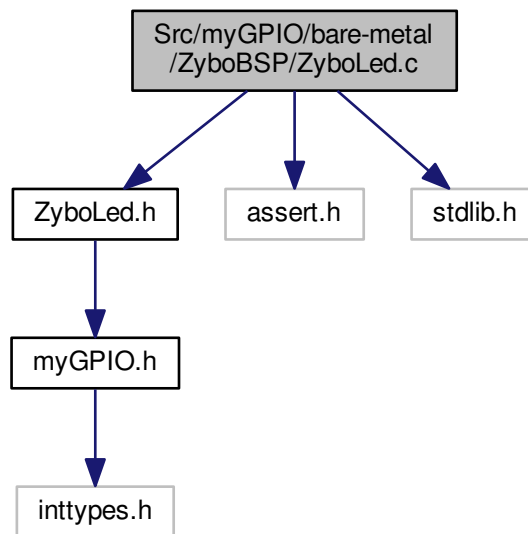 Src/myGPIO/bare-metal
/ZyboBSP/ZyboLed.c
ZyboLed.h
assert.h
stdlib.h
myGPIO.h
inttypes.h